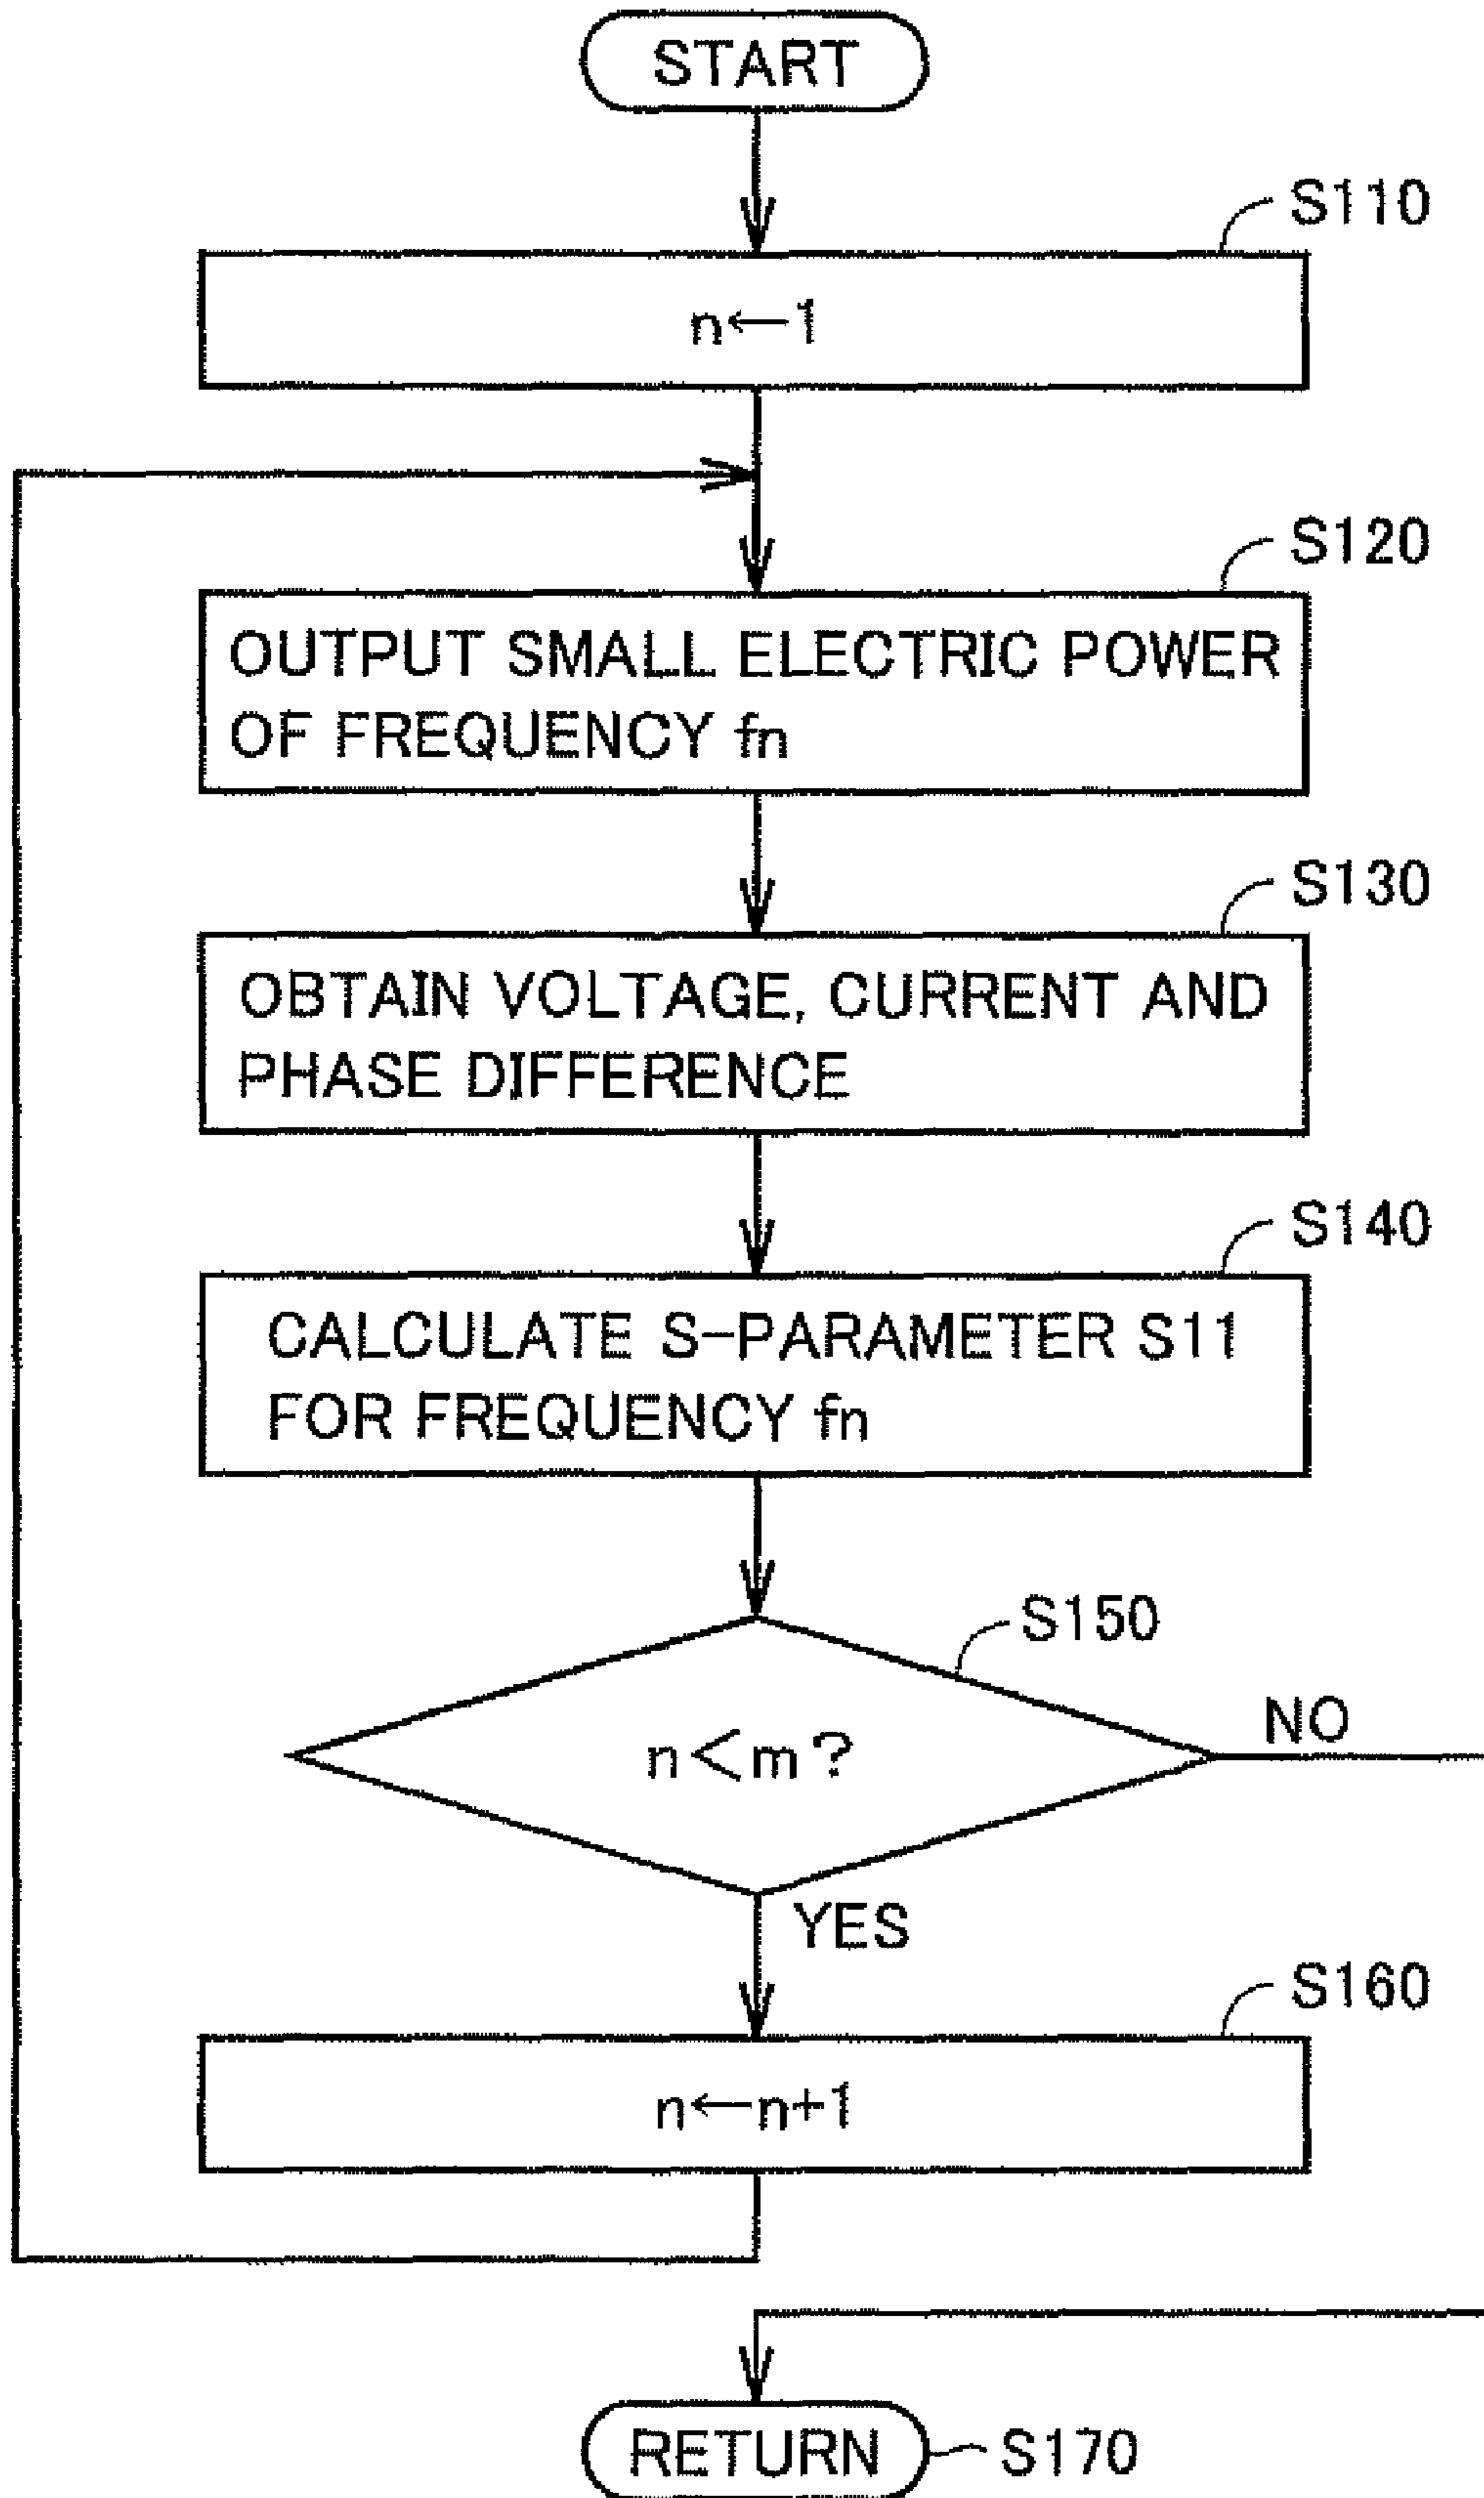 START
S110
n←1
S120
OUTPUT SMALL ELECTRIC POWER
OF FREQUENCY fn
S130
OBTAIN VOLTAGE, CURRENT AND
PHASE DIFFERENCE
S140
CALCULATE S-PARAMETER S11
FOR FREQUENCY fn
S150
n<m?
NO
YES
S160
n←n+1
RETURN
S170